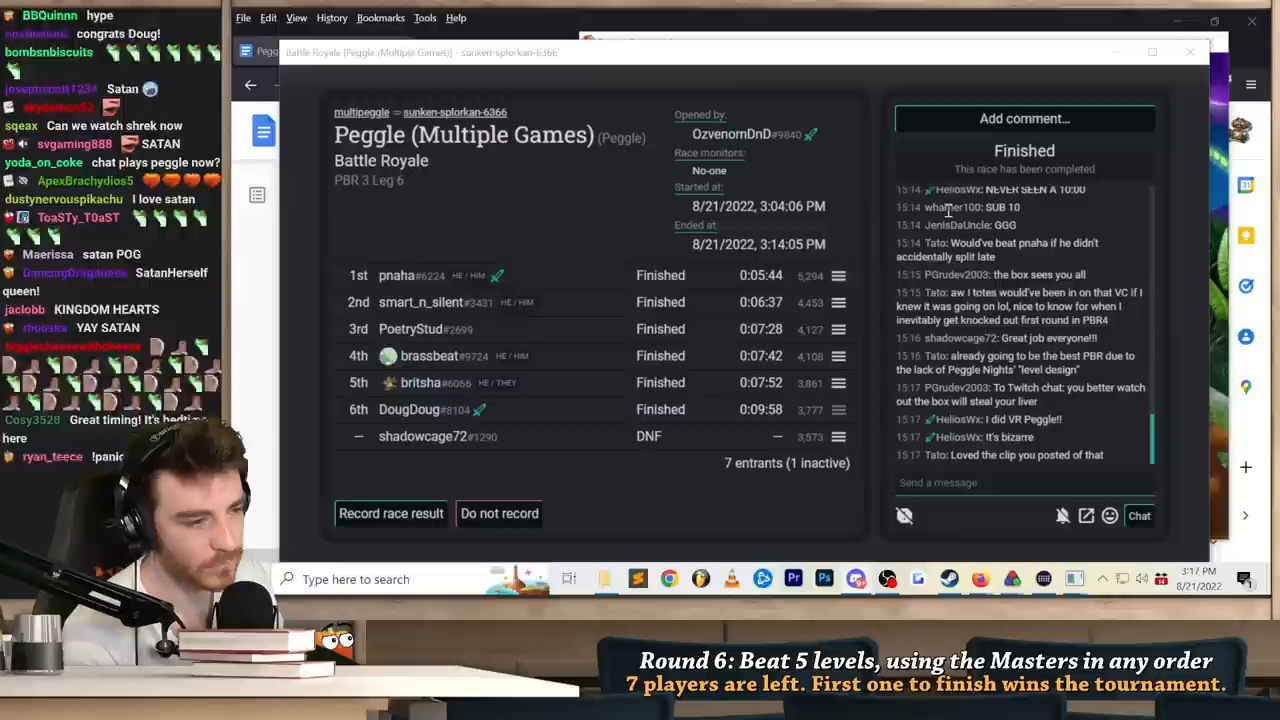 BBQuinnn hype
congrats Doug!
bombsnbiscuits
josephscott1234 Satan
skydemon52
sqeax Can we watch shrek now
svgaming888 SATAN
yoda_on_coke chat plays peggle now?
ApexBrachydios5
dustynervouspikachu I love satan
ToaSTy_T0aST
Maerissa satan POG
SatanHerself
queen!
jaclobb KINGDOM HEARTS
rhooska YAY SATAN
biggiecheesewithcheese
Cosy3528 Great timing! It's bedti
here
ryan_teece !panic
File Edit View History Bookmarks Tools Help
Pegg
Battle Royale [Peggle (Multiple Games)] - sunken-splorkan-6366
multipeggle = sunken-splorkan-6366
Peggle (Multiple Games) (Peggle)
Battle Royale
PBR 3 Leg 6
Opened by:
OzvenomDnD#9840
Race monitors:
No-one
Started at:
8/21/2022, 3:04:06 PM
Ended at:
8/21/2022, 3:14:05 PM
1st pnaha#6224 HE / HIM Finished 0:05:44 5,294
2nd smart_n_silent#3431 HE / HIM Finished 0:06:37 4,453
3rd PoetryStud#2699 Finished 0:07:28 4,127
4th brassbeat#9724 HE / HIM Finished 0:07:42 4,108
5th britsha#6066 HE / THEY Finished 0:07:52 3,861
6th DougDoug#8104 Finished 0:09:58 3,777
— shadowcage72#1290 DNF — 3,573
7 entrants (1 inactive)
Record race result Do not record
Add comment...
Finished
This race has been completed
15:14 HeliosWx: NEVER SEEN A 10:00
15:14 SUB 10
15:14 JenIsDaUncle: GGG
15:14 Tato: Would've beat pnaha if he didn't
accidentally split late
15:15 PGrudev2003: the box sees you all
15:15 Tato: aw I totes would've been in on that VC if I
knew it was going on lol, nice to know for when I
inevitably get knocked out first round in PBR4
15:16 shadowcage72: Great job everyone!!!
15:16 Tato: already going to be the best PBR due to
the lack of Peggle Nights' "level design"
15:17 PGrudev2003: To Twitch chat: you better watch
out the box will steal your liver
15:17 HeliosWx: I did VR Peggle!!
15:17 HeliosWx: It's bizarre
15:17 Tato: Loved the clip you posted of that
Send a message
Chat
Type here to search
Pr
Ps
3:17 PM
8/21/2022
Round 6: Beat 5 levels, using the Masters in any order
7 players are left. First one to finish wins the tournament.